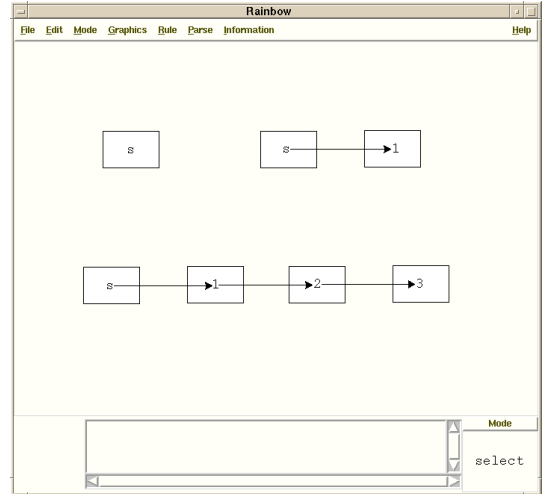 Rainbow
File Edit Mode Graphics Rule Parse Information Help
s s 1
s 1 2 3
Mode
select